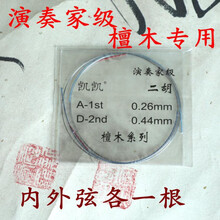 演奏家级
檀木专用
凯凯
演奏家级
二胡
A-1st 0.26mm
D-2nd 0.44mm
檀木系列
内外弦各一根